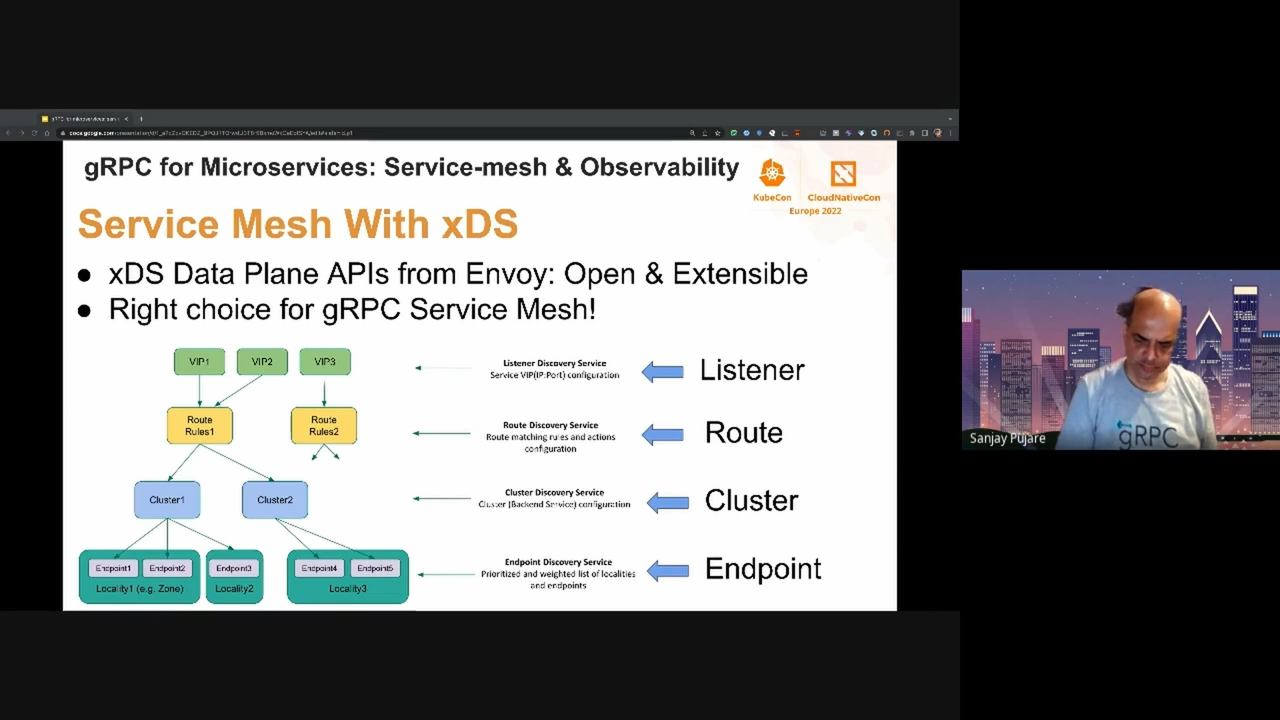 gRPC for Microservices: Service-mesh & Observability
KubeCon
CloudNativeCon
Europe 2022
Service Mesh With xDS
● xDS Data Plane APIs from Envoy: Open & Extensible
● Right choice for gRPC Service Mesh!
VIP1
VIP2
VIP3
Listener Discovery Service
Service VIP(IP:Port) configuration
Listener
Route
Rules1
Route
Rules2
Route Discovery Service
Route matching rules and actions
configuration
Route
Cluster1
Cluster2
Cluster Discovery Service
Cluster (Backend Service) configuration
Cluster
Endpoint1
Endpoint2
Endpoint3
Endpoint4
Endpoint5
Locality1 (e.g. Zone)
Locality2
Locality3
Endpoint Discovery Service
Prioritized and weighted list of localities
and endpoints
Endpoint
gRPC
Sanjay Pujare